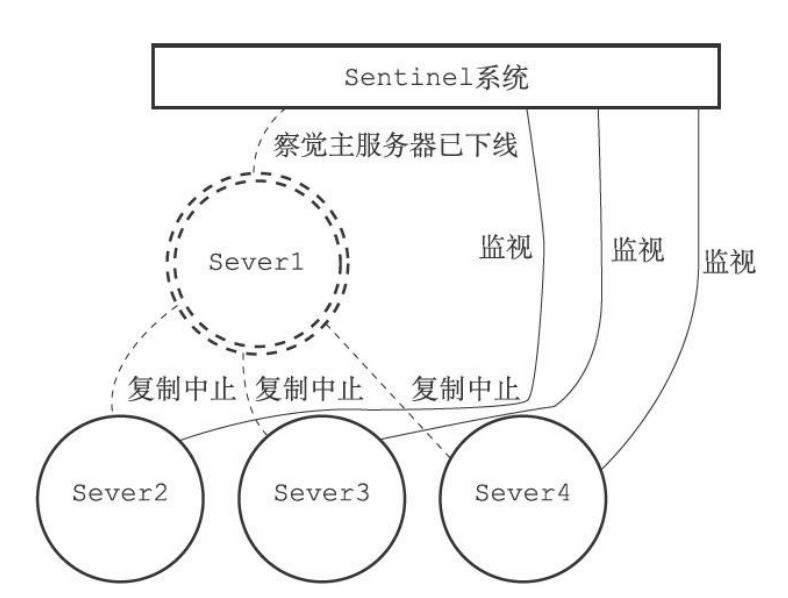 Sentinel系统
察觉主服务器已下线
Sever1
监视
监视
监视
复制中止
复制中止
复制中止
Sever2
Sever3
Sever4